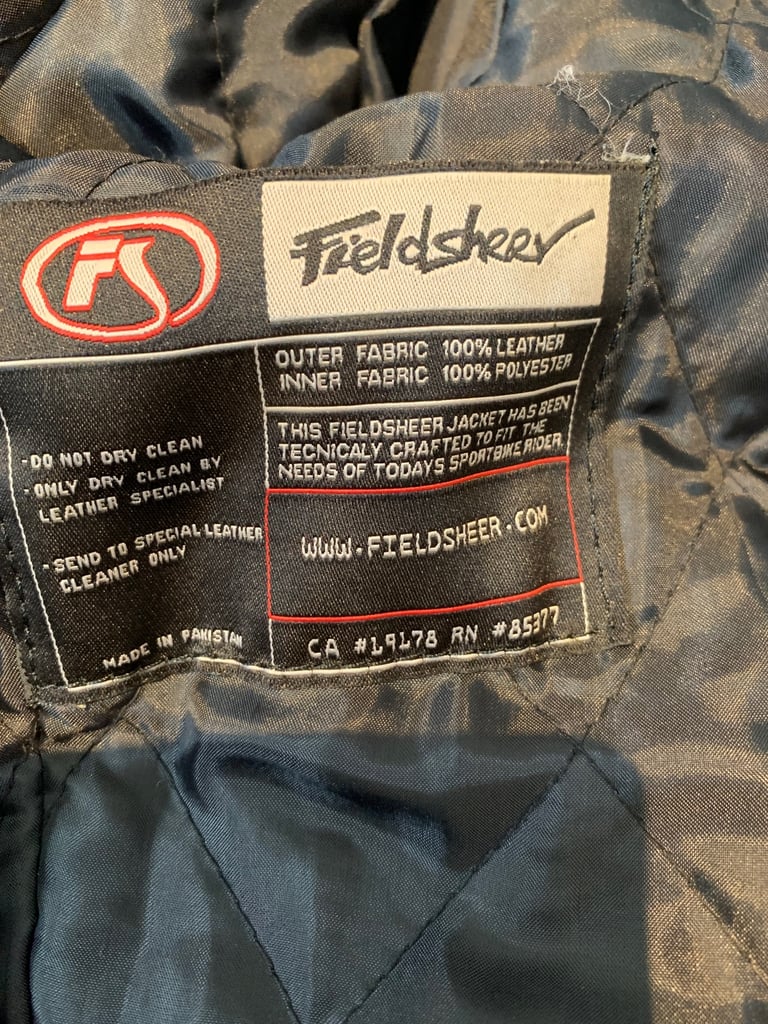 FS
Fieldsheer
OUTER FABRIC 100% LEATHER
INNER FABRIC 100% POLYESTER
THIS FIELDSHEER JACKET HAS BEEN
TECNICALY CRAFTED TO FIT THE
NEEDS OF TODAYS SPORTBIKE RIDER.
WWW.FIELDSHEER.COM
CA #19178 RN #85377
-DO NOT DRY CLEAN
-ONLY DRY CLEAN BY
LEATHER SPECIALIST
-SEND TO SPECIAL LEATHER
CLEANER ONLY
MADE IN PAKISTAN